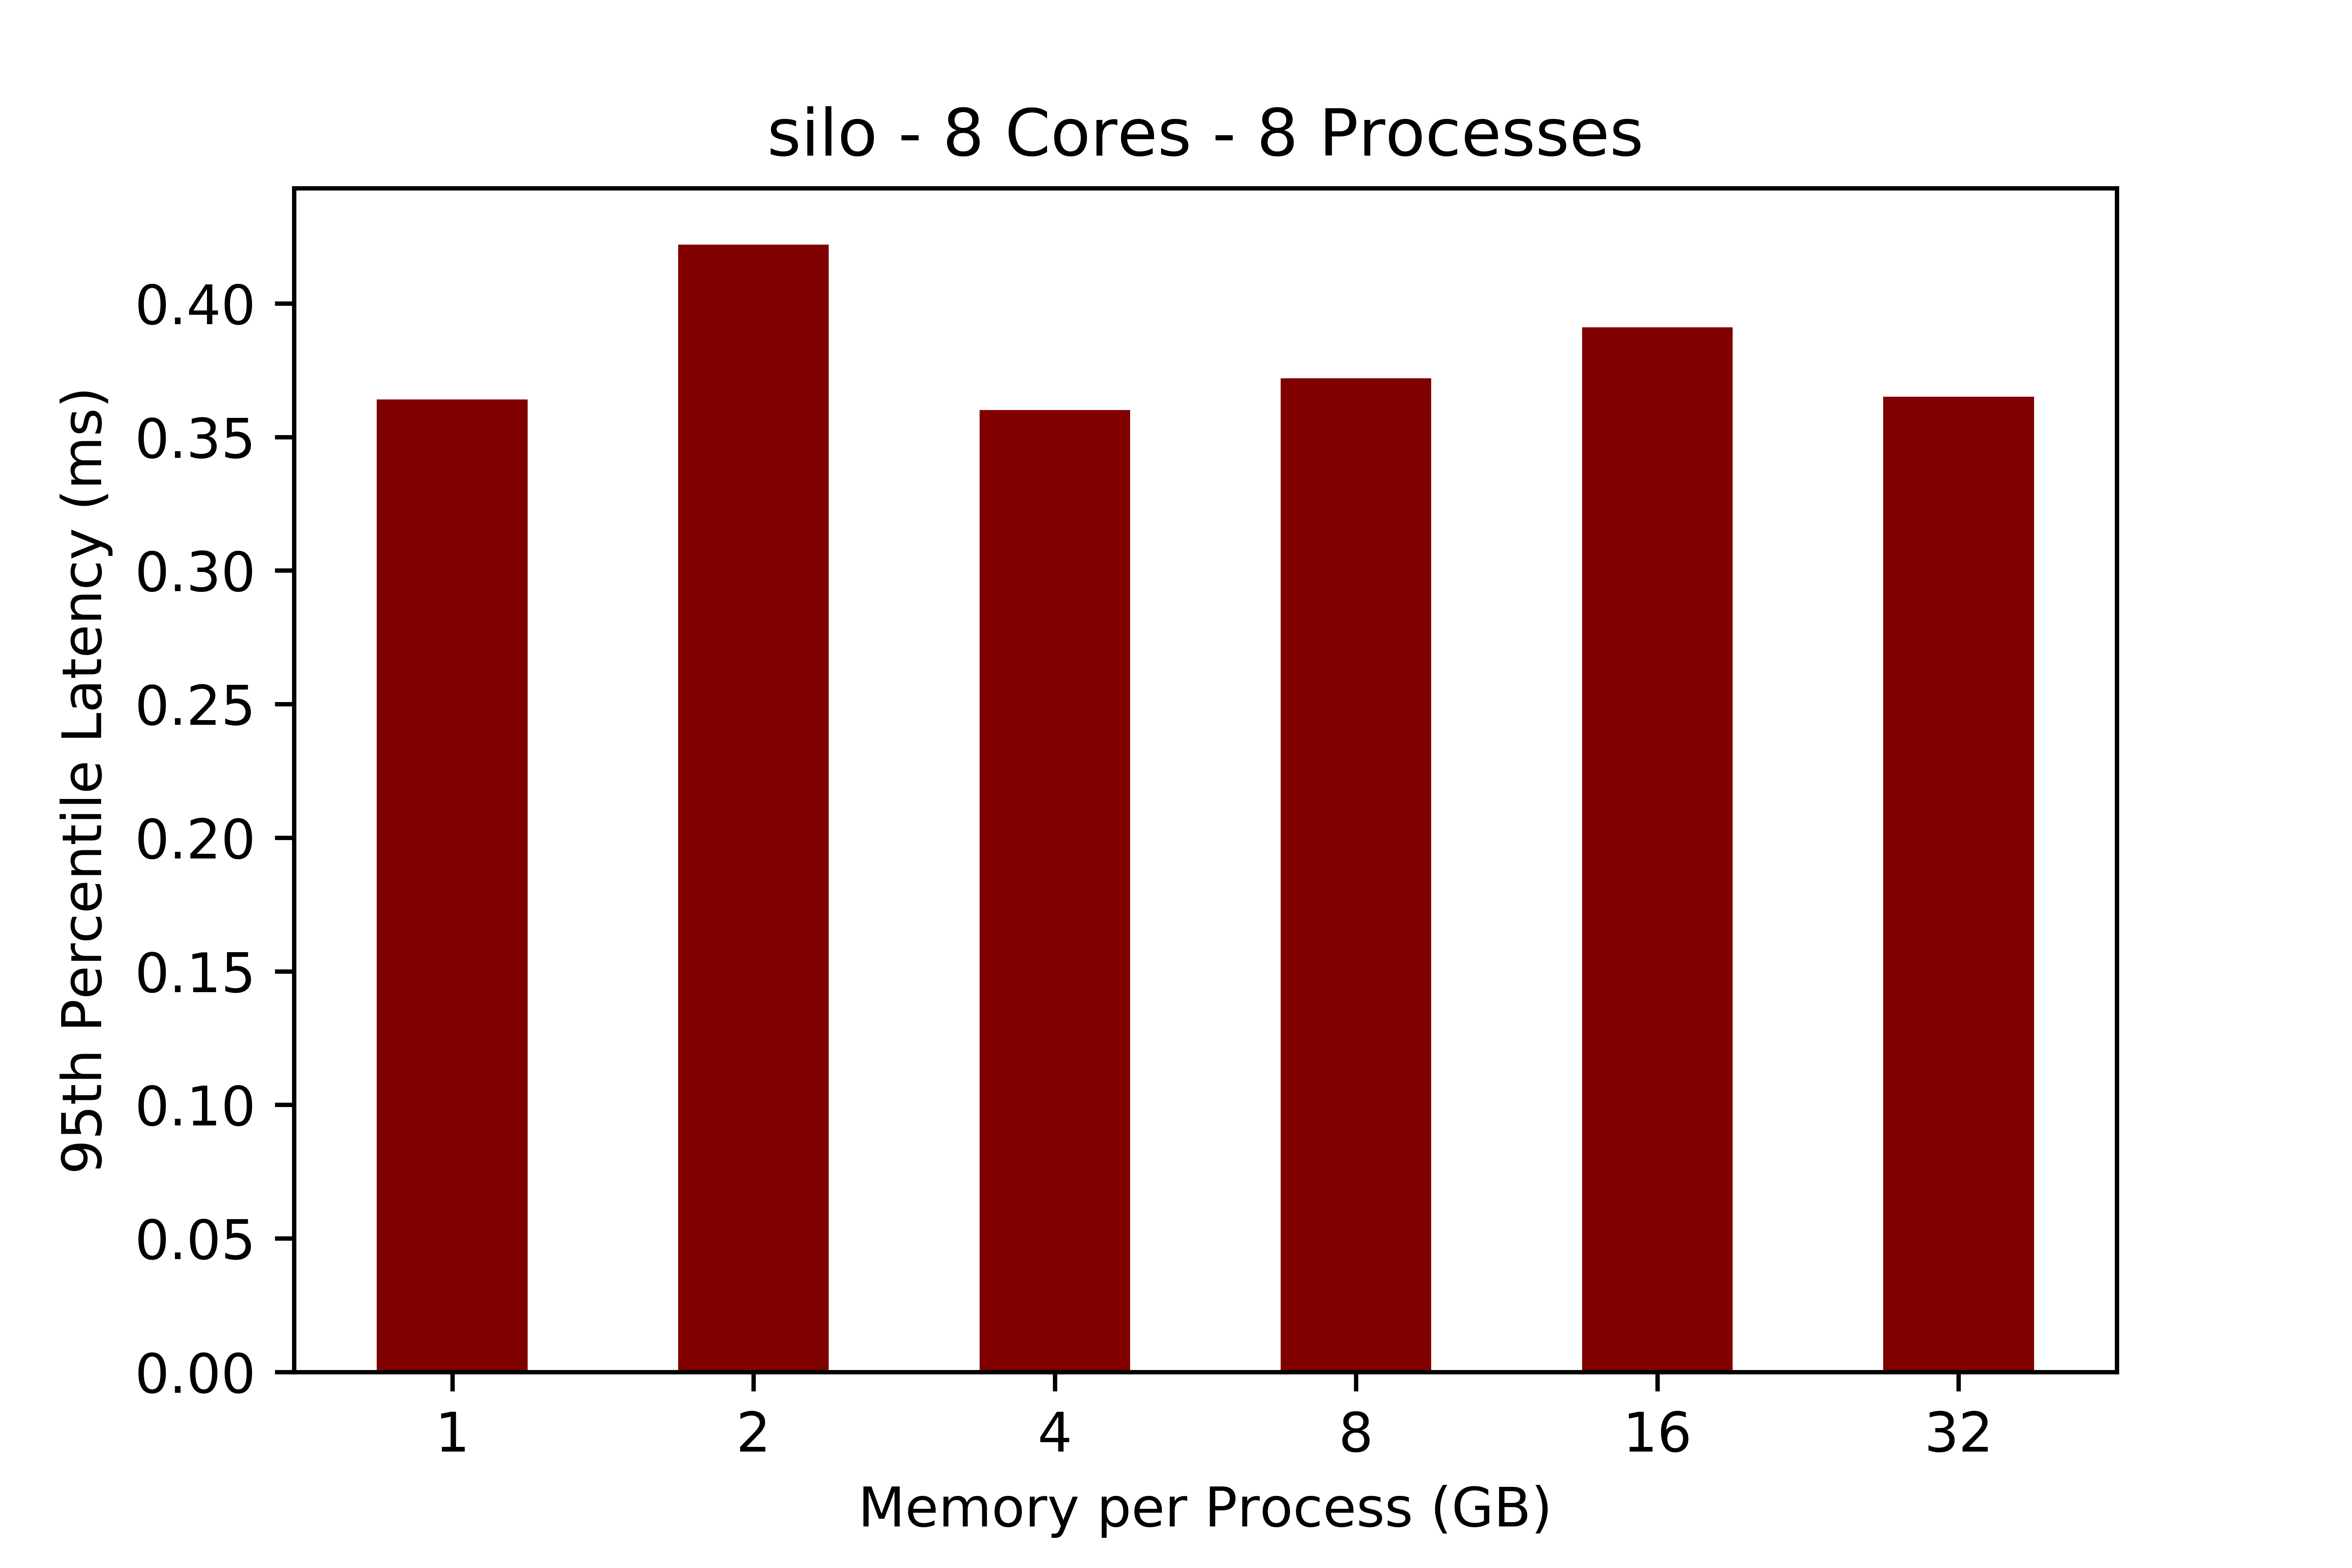 silo - 8 Cores - 8 Processes
95th Percentile Latency (ms)
0.40
0.35
0.30
0.25
0.20
0.15
0.10
0.05
0.00
1 2 4 8 16 32
Memory per Process (GB)